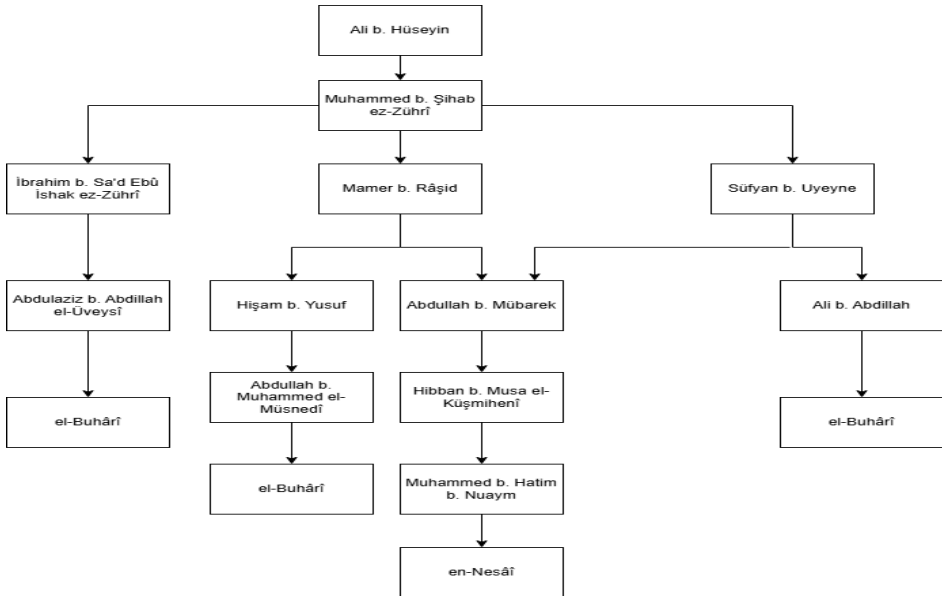 Ali b. Hüseyin
Muhammed b. Şihab
ez-Zührî
İbrahim b. Sa'd Ebû
İshak ez-Zührî
Mamer b. Râşid
Süfyan b. Uyeyne
Abdulaziz b. Abdillah
el-Üveysî
Hişam b. Yusuf
Abdullah b. Mübarek
Ali b. Abdillah
el-Buhârî
Abdullah b.
Muhammed el-
Müsnedî
Hibban b. Musa el-
Küşmihenî
el-Buhârî
el-Buhârî
Muhammed b. Hatim
b. Nuaym
en-Nesâî